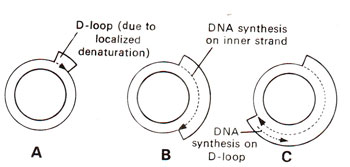 D-loop (due to
localized
denaturation)
DNA synthesis
on inner strand
DNA
synthesis on
D-loop
A
B
C